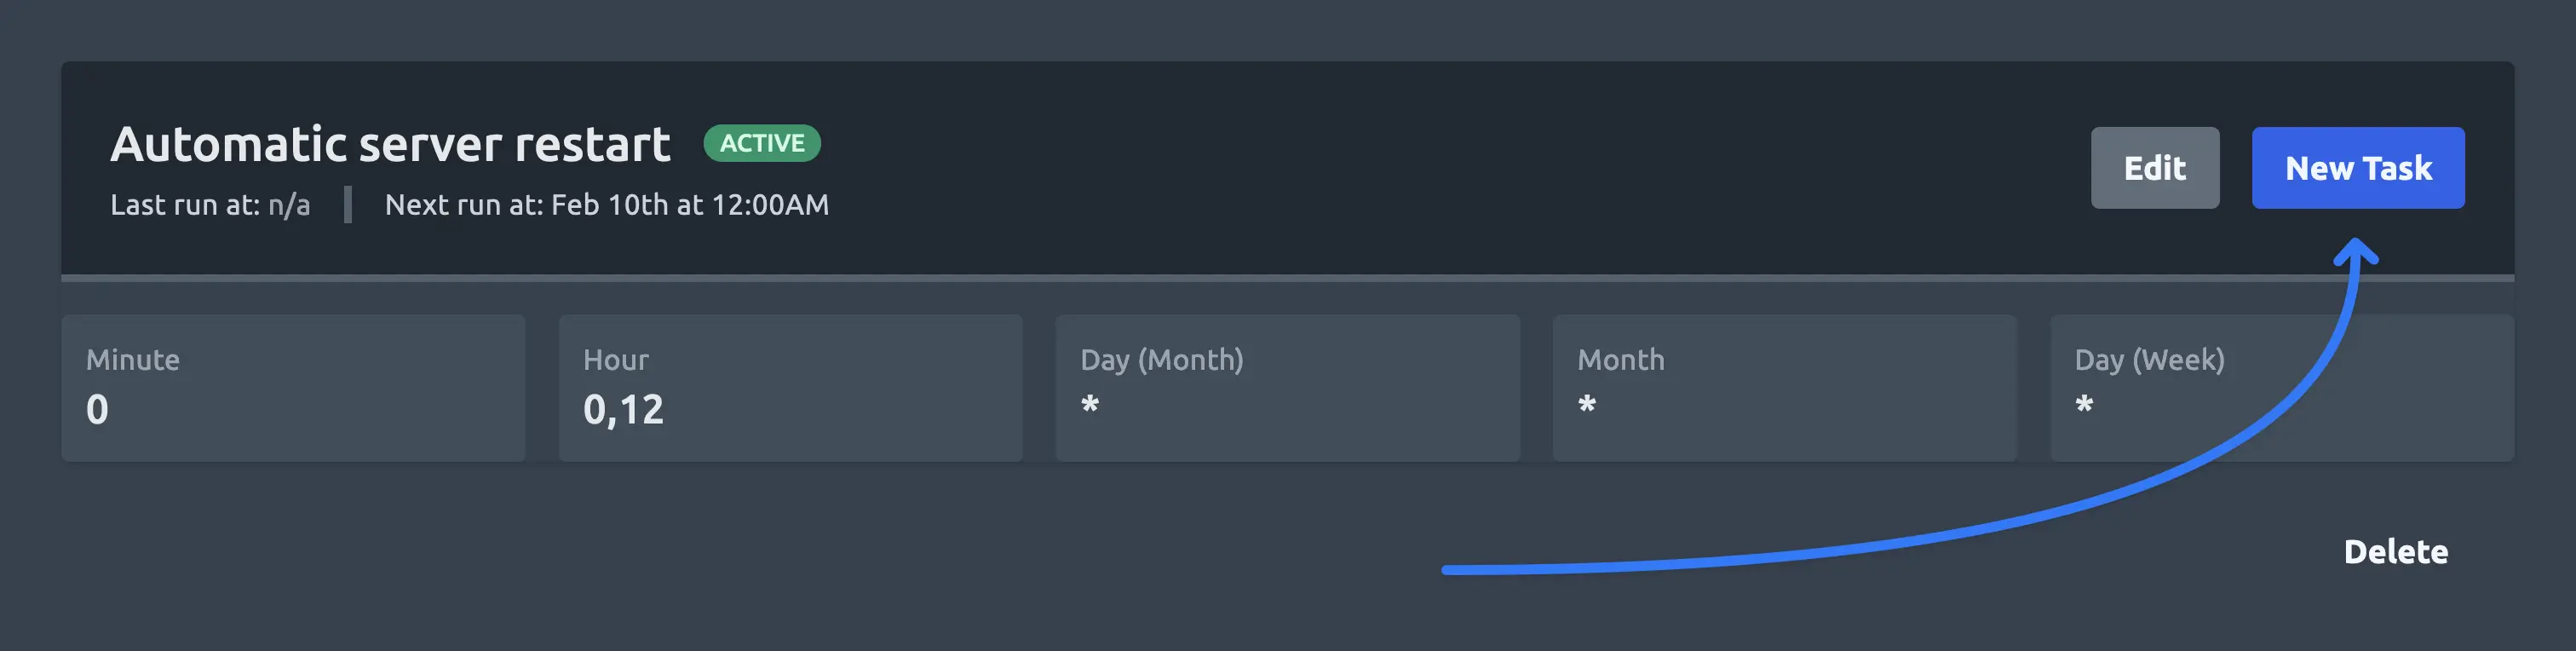 Automatic server restart ACTIVE
Last run at: n/a Next run at: Feb 10th at 12:00AM
Edit New Task
Minute
0
Hour
0,12
Day (Month)
*
Month
*
Day (Week)
*
Delete